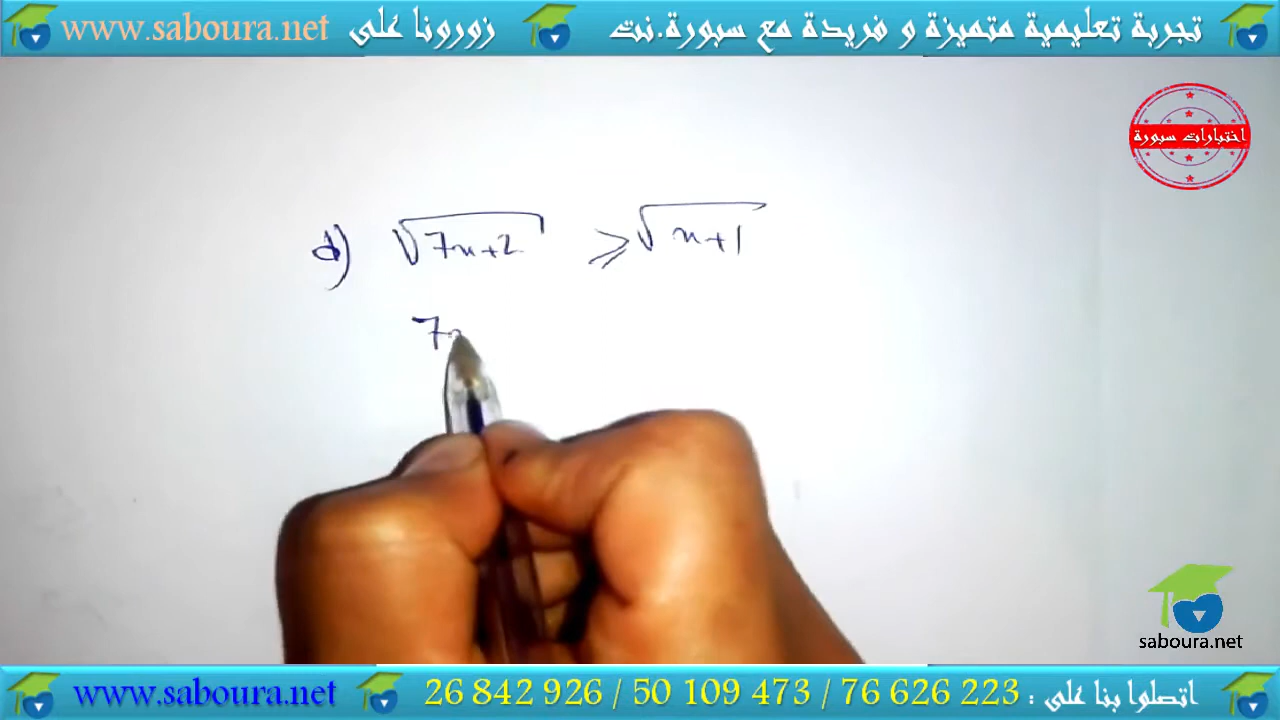 تجربة تعليمية متميزة و فريدة مع سبورة.نت زورونا على www.saboura.net
اختبارات سبورة
d) √7x+2 ⩾ √x+1
7
saboura.net
اتصلوا بنا على : 26 842 926 / 50 109 473 / 76 626 223 www.saboura.net